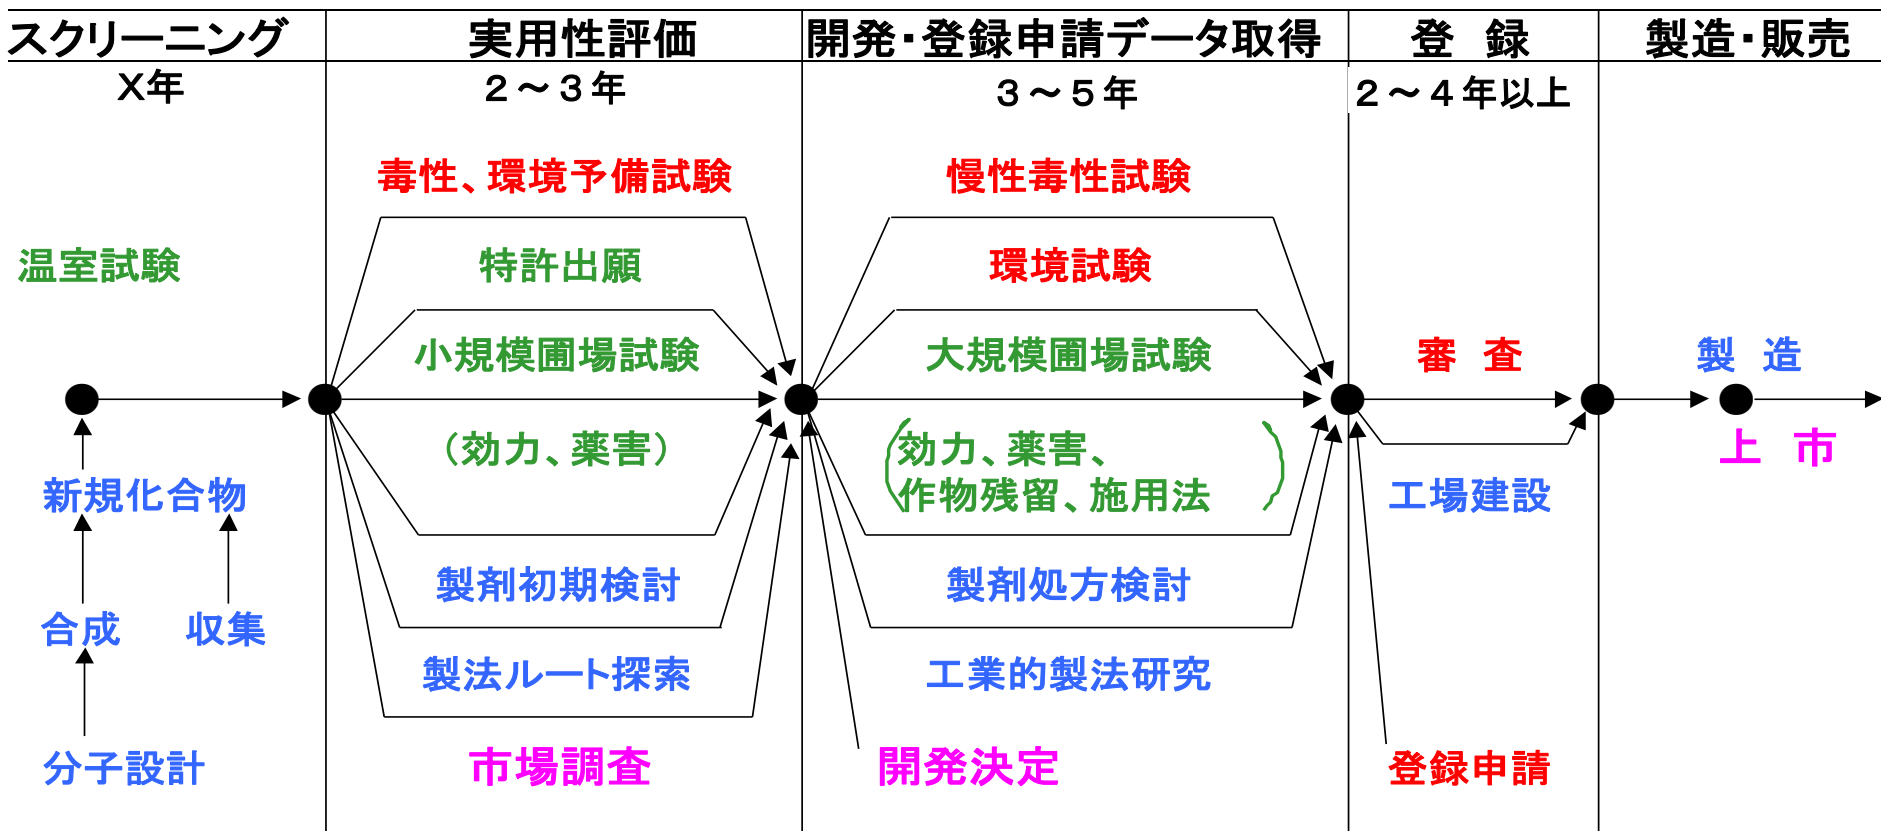 スクリーニング
X年
温室試験
新規化合物
合成
収集
分子設計
実用性評価
２～３年
毒性、環境予備試験
特許出願
小規模圃場試験
（効力、薬害）
製剤初期検討
製法ルート探索
市場調査
開発・登録申請データ取得
３～５年
慢性毒性試験
環境試験
大規模圃場試験
効力、薬害、
作物残留、施用法
製剤処方検討
工業的製法研究
開発決定
登　録
２～４年以上
審　査
工場建設
登録申請
製造・販売
製　造
上　市